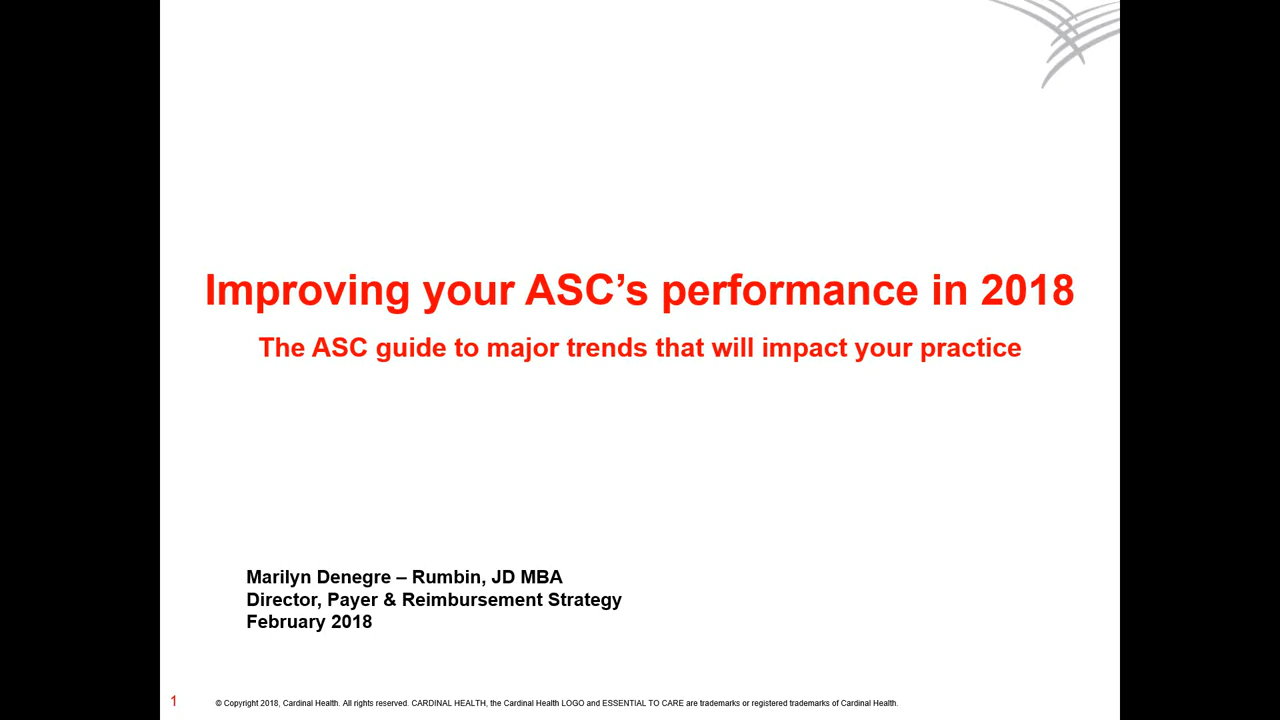 Improving your ASC’s performance in 2018
The ASC guide to major trends that will impact your practice
Marilyn Denegre – Rumbin, JD MBA
Director, Payer & Reimbursement Strategy
February 2018
1 © Copyright 2018, Cardinal Health. All rights reserved. CARDINAL HEALTH, the Cardinal Health LOGO and ESSENTIAL TO CARE are trademarks or registered trademarks of Cardinal Health.